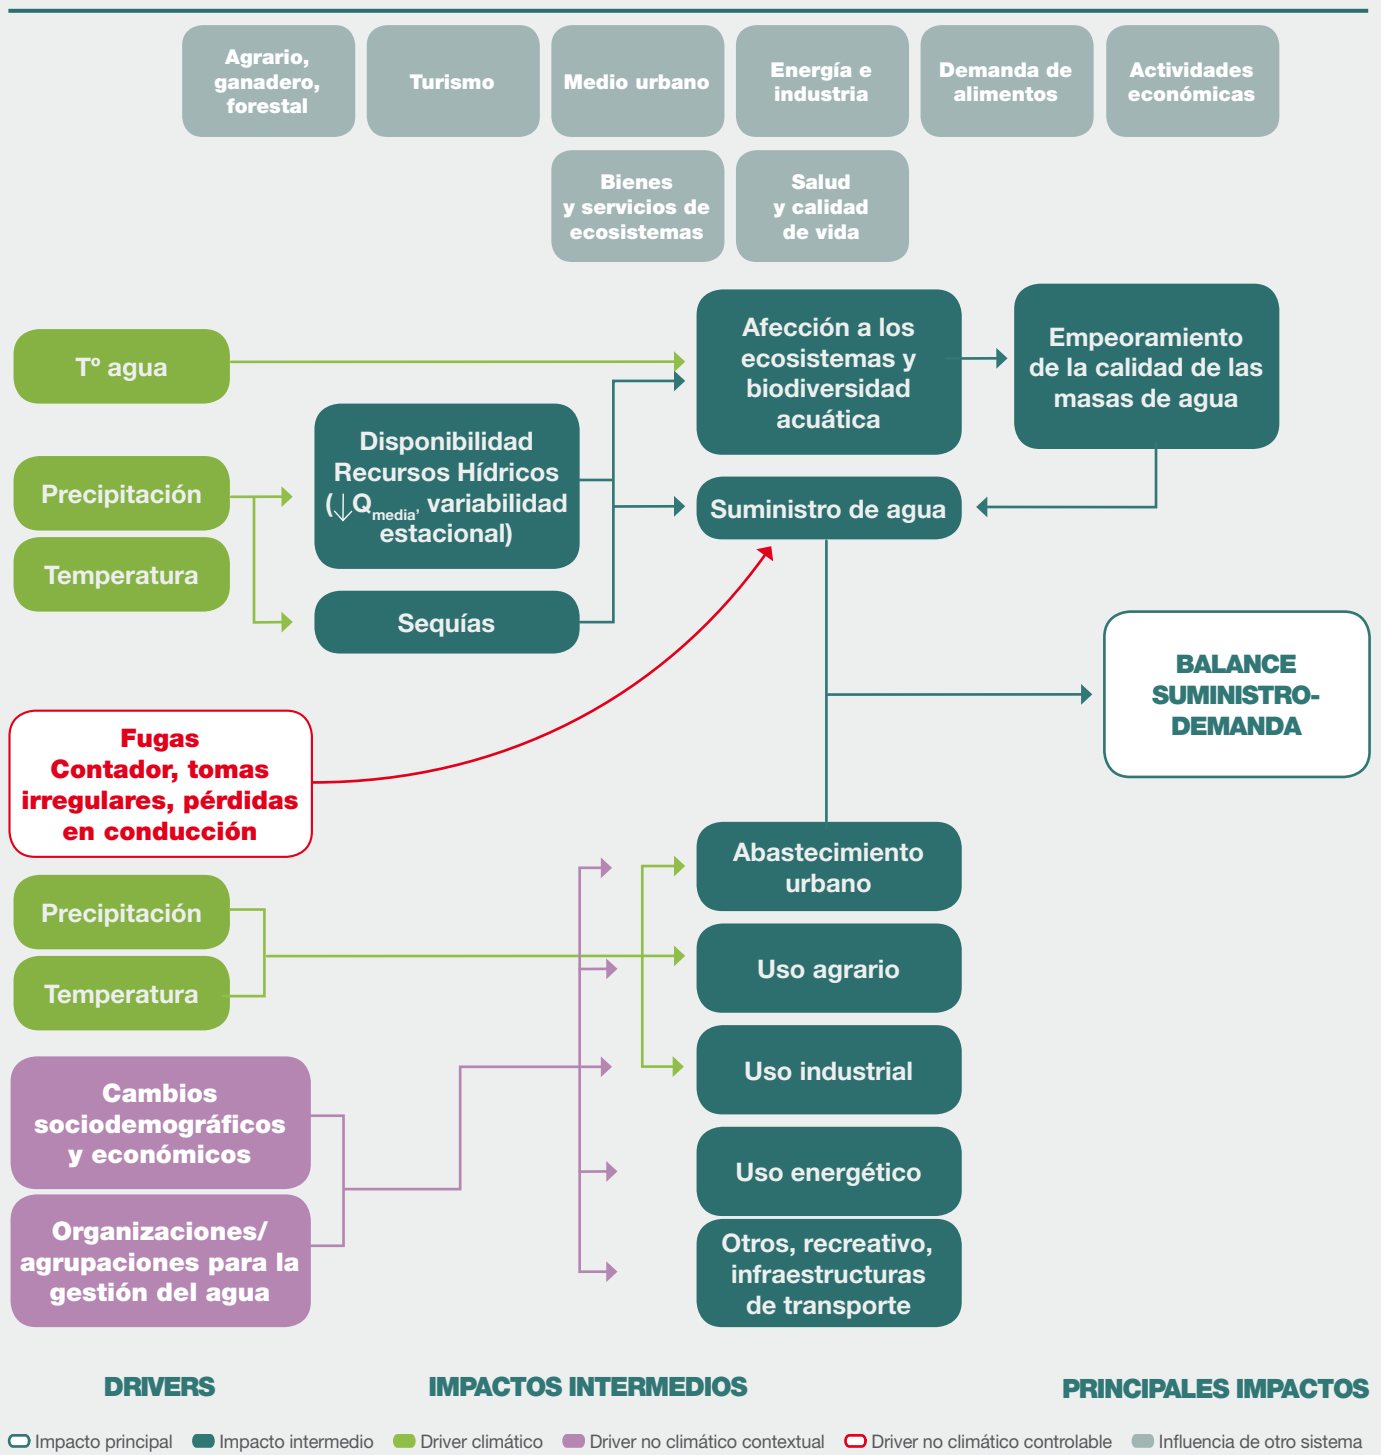 Agrario,
ganadero,
forestal
Turismo
Medio urbano
Energía e
industria
Demanda de
alimentos
Actividades
económicas
Bienes
y servicios de
ecosistemas
Salud
y calidad
de vida
Tº agua
Precipitación
Temperatura
Disponibilidad
Recursos Hídricos
(↓Qmedia, variabilidad
estacional)
Sequías
Afección a los
ecosistemas y
biodiversidad
acuática
Empeoramiento
de la calidad de las
masas de agua
Suministro de agua
BALANCE
SUMINISTRO-
DEMANDA
Fugas
Contador, tomas
irregulares, pérdidas
en conducción
Precipitación
Temperatura
Cambios
sociodemográficos
y económicos
Organizaciones/
agrupaciones para la
gestión del agua
Abastecimiento
urbano
Uso agrario
Uso industrial
Uso energético
Otros, recreativo,
infraestructuras
de transporte
DRIVERS
IMPACTOS INTERMEDIOS
PRINCIPALES IMPACTOS
Impacto principal
Impacto intermedio
Driver climático
Driver no climático contextual
Driver no climático controlable
Influencia de otro sistema